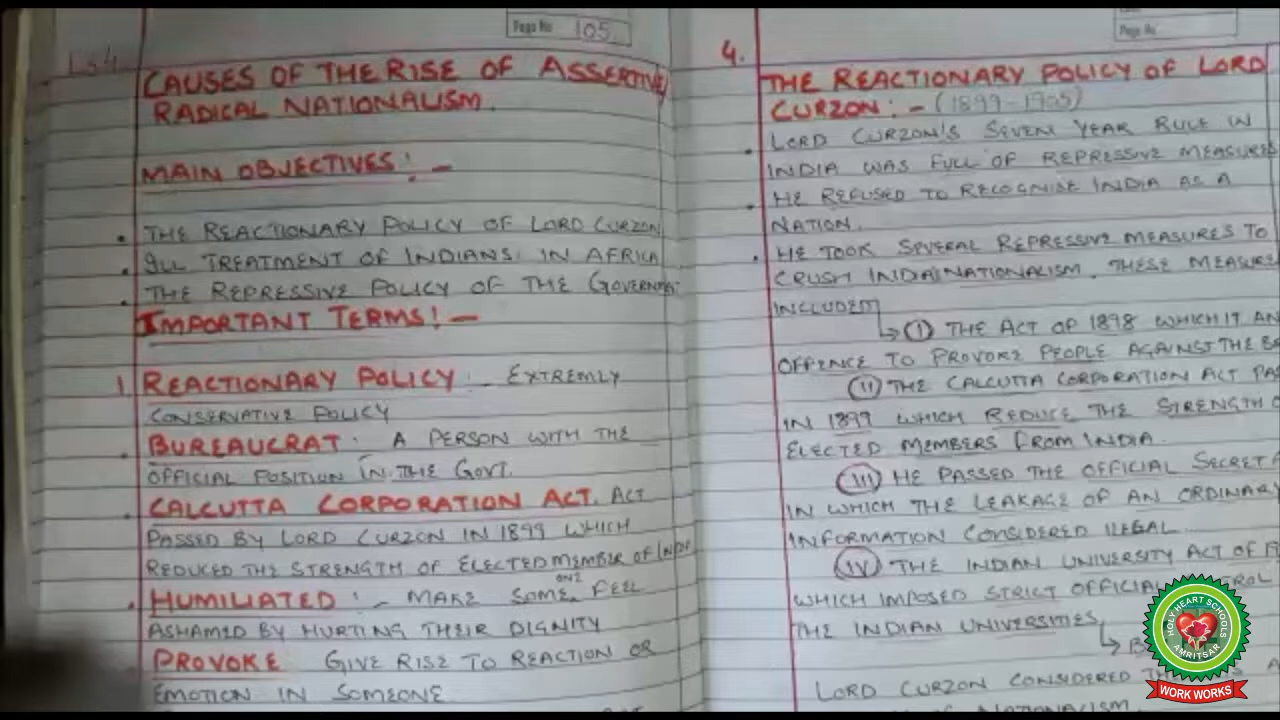 Page No 105
CAUSES OF THE RISE OF ASSERTIVE
RADICAL NATIONALISM.
MAIN OBJECTIVES:-
• THE REACTIONARY POLICY OF LORD CURZON
• ILL TREATMENT OF INDIANS IN AFRICA
• THE REPRESSIVE POLICY OF THE
IMPORTANT TERMS:-
1. REACTIONARY POLICY - EXTREMLY
CONSERVATIVE POLICY
• BUREAUCRAT: A PERSON WITH THE
OFFICIAL POSITION IN THE GOVT.
• CALCUTTA CORPORATION ACT. ACT
PASSED BY LORD CURZON IN 1899 WHICH
REDUCED THE STRENGTH OF ELECTED MEMBER OF
• HUMILIATED:- MAKE SOME ONE FEEL
ASHAMED BY HURTING THEIR DIGNITY
PROVOKE GIVE RISE TO REACTION OR
EMOTION IN SOMEONE
Page No
4.
THE REACTIONARY POLICY OF LORD
CURZON:- (1899-1905)
• LORD CURZON'S SEVEN YEAR RULE IN
INDIA WAS FULL OF REPRESSIVE MEASURES
• HE REFUSED TO RECOGNISE INDIA AS A
NATION.
• HE TOOK SEVERAL REPRESSIVE MEASURES TO
CRUSH INDIA NATIONALISM. THESE MEASURE
INCLUDED
(I) THE ACT OF 1898 WHICH IT AN
OFFENCE TO PROVOKE PEOPLE AGAINST THE
(II) THE CALCUTTA CORPORATION ACT
IN 1899 WHICH REDUCE THE STRENGTH
ELECTED MEMBERS FROM INDIA.
(III) HE PASSED THE OFFICIAL SECRET
IN WHICH THE LEAKAGE OF AN ORDINARY
INFORMATION CONSIDERED ILEGAL
(IV) THE INDIAN UNIVERSITY ACT OF
WHICH IMPOSED STRICT OFFICIAL
THE INDIAN UNIVERSITIES,
LORD CURZON CONSIDERED
NATIONALISM.
HOLY HEART SCHOOLS
AMRITSAR
WORK WORKS